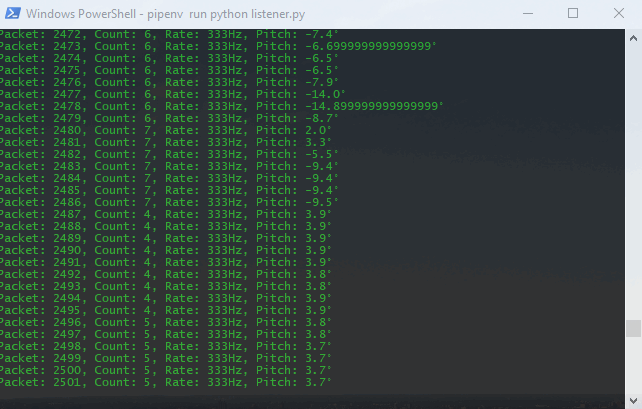 Windows PowerShell - pipenv  run python listener.py
Packet: 2472, Count: 6, Rate: 333Hz, Pitch: -7.4°
Packet: 2473, Count: 6, Rate: 333Hz, Pitch: -6.699999999999999°
Packet: 2474, Count: 6, Rate: 333Hz, Pitch: -6.5°
Packet: 2475, Count: 6, Rate: 333Hz, Pitch: -6.5°
Packet: 2476, Count: 6, Rate: 333Hz, Pitch: -7.9°
Packet: 2477, Count: 6, Rate: 333Hz, Pitch: -14.0°
Packet: 2478, Count: 6, Rate: 333Hz, Pitch: -14.899999999999999°
Packet: 2479, Count: 6, Rate: 333Hz, Pitch: -8.7°
Packet: 2480, Count: 7, Rate: 333Hz, Pitch: 2.0°
Packet: 2481, Count: 7, Rate: 333Hz, Pitch: 3.3°
Packet: 2482, Count: 7, Rate: 333Hz, Pitch: -5.5°
Packet: 2483, Count: 7, Rate: 333Hz, Pitch: -9.4°
Packet: 2484, Count: 7, Rate: 333Hz, Pitch: -9.4°
Packet: 2485, Count: 7, Rate: 333Hz, Pitch: -9.4°
Packet: 2486, Count: 7, Rate: 333Hz, Pitch: -9.5°
Packet: 2487, Count: 4, Rate: 333Hz, Pitch: 3.9°
Packet: 2488, Count: 4, Rate: 333Hz, Pitch: 3.9°
Packet: 2489, Count: 4, Rate: 333Hz, Pitch: 3.9°
Packet: 2490, Count: 4, Rate: 333Hz, Pitch: 3.9°
Packet: 2491, Count: 4, Rate: 333Hz, Pitch: 3.9°
Packet: 2492, Count: 4, Rate: 333Hz, Pitch: 3.8°
Packet: 2493, Count: 4, Rate: 333Hz, Pitch: 3.8°
Packet: 2494, Count: 4, Rate: 333Hz, Pitch: 3.9°
Packet: 2495, Count: 4, Rate: 333Hz, Pitch: 3.9°
Packet: 2496, Count: 5, Rate: 333Hz, Pitch: 3.8°
Packet: 2497, Count: 5, Rate: 333Hz, Pitch: 3.8°
Packet: 2498, Count: 5, Rate: 333Hz, Pitch: 3.7°
Packet: 2499, Count: 5, Rate: 333Hz, Pitch: 3.7°
Packet: 2500, Count: 5, Rate: 333Hz, Pitch: 3.7°
Packet: 2501, Count: 5, Rate: 333Hz, Pitch: 3.7°